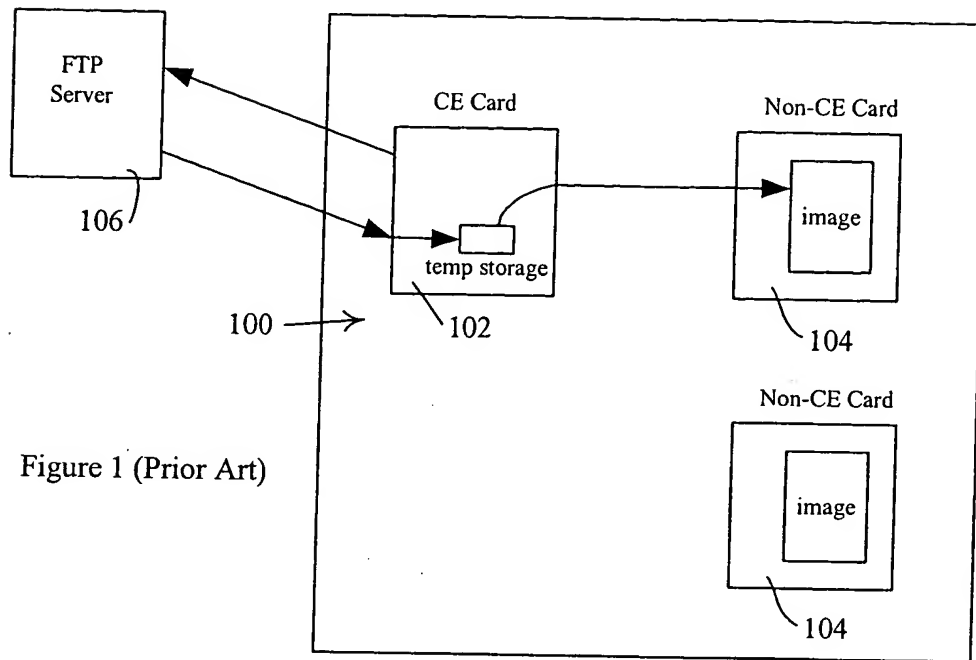 FTP
Server
106
CE Card
temp storage
102
100
Non-CE Card
image
104
Non-CE Card
image
104
Figure 1 (Prior Art)